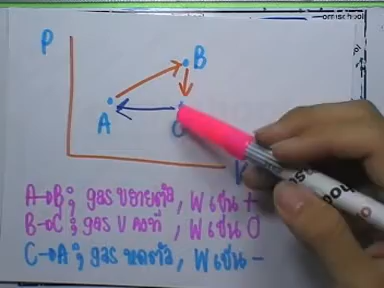 P
B
A
V
A→B ; gas ขยายตัว , W เป็น +
B→C ; gas V คงที่ , W เป็น 0
C→A ; gas หดตัว , W เป็น -